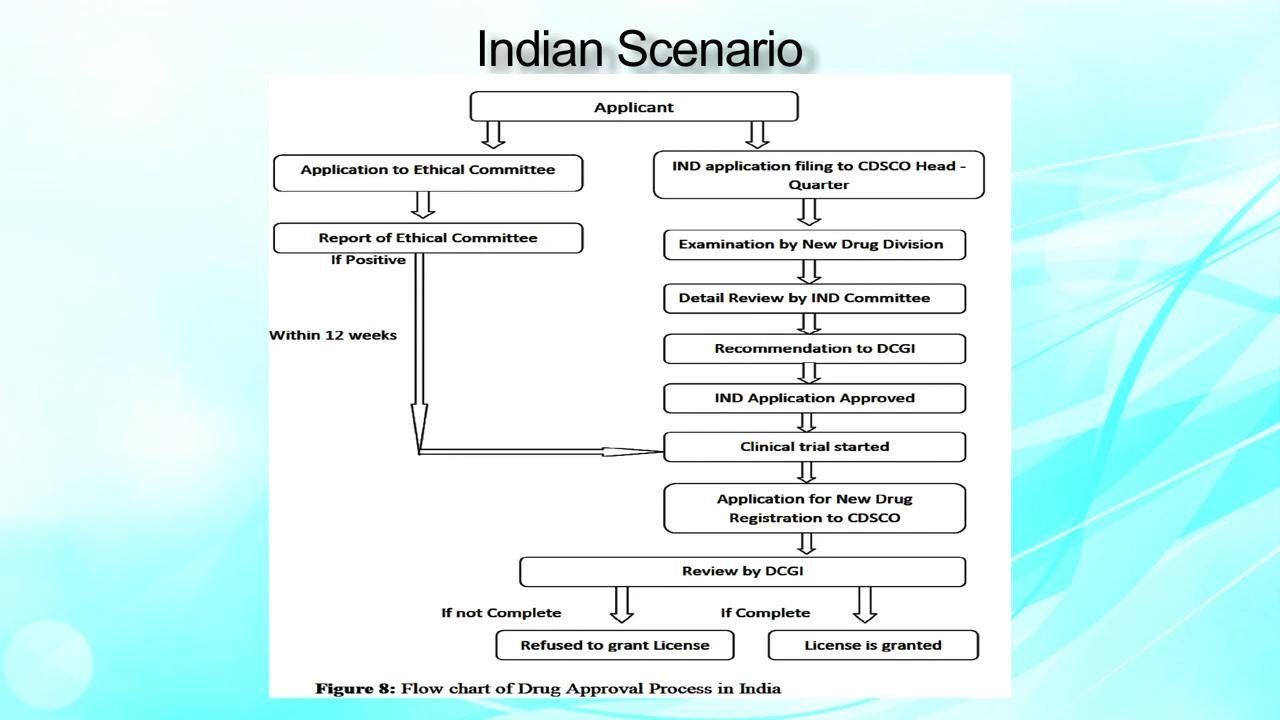 Indian Scenario
Applicant
Application to Ethical Committee
IND application filing to CDSCO Head -
Quarter
Report of Ethical Committee
Examination by New Drug Division
If Positive
Detail Review by IND Committee
Within 12 weeks
Recommendation to DCGI
IND Application Approved
Clinical trial started
Application for New Drug
Registration to CDSCO
Review by DCGI
If not Complete
If Complete
Refused to grant License
License is granted
Figure 8: Flow chart of Drug Approval Process in India